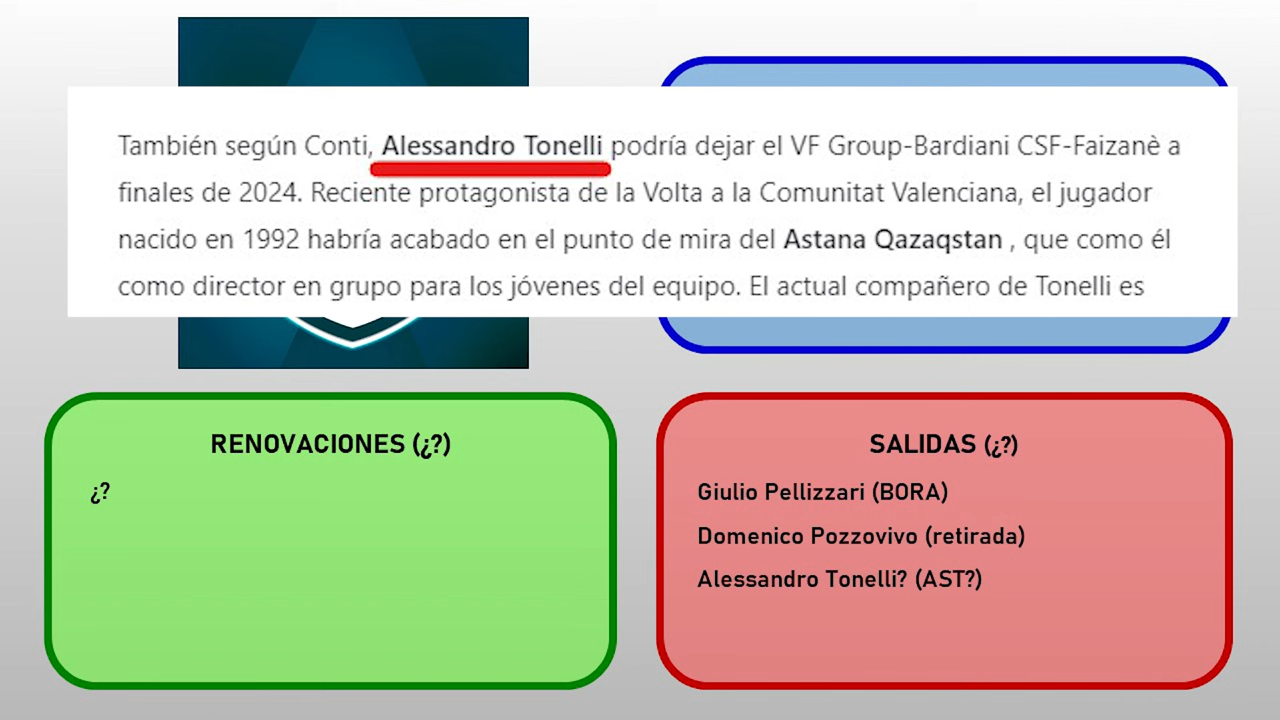 También según Conti, Alessandro Tonelli podría dejar el VF Group-Bardiani CSF-Faizanè a
finales de 2024. Reciente protagonista de la Volta a la Comunitat Valenciana, el jugador
nacido en 1992 habría acabado en el punto de mira del Astana Qazaqstan , que como él
como director en grupo para los jóvenes del equipo. El actual compañero de Tonelli es
RENOVACIONES (¿?)
¿?
SALIDAS (¿?)
Giulio Pellizzari (BORA)
Domenico Pozzovivo (retirada)
Alessandro Tonelli? (AST?)